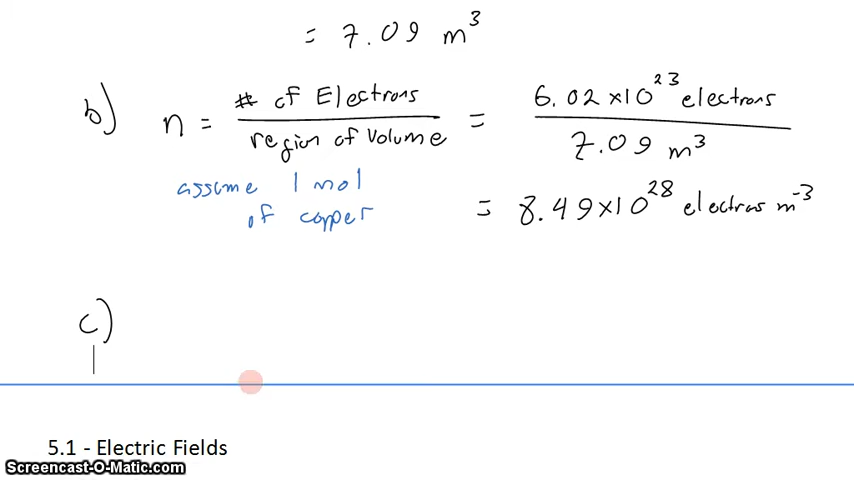 = 7.09 m³
b) n = # of Electrons / region of Volume = 6.02 ×10²³ electrons / 7.09 m³
assume 1 mol
of copper
= 8.49×10²⁸ electrons m⁻³
c)
5.1 - Electric Fields
Screencast-O-Matic.com